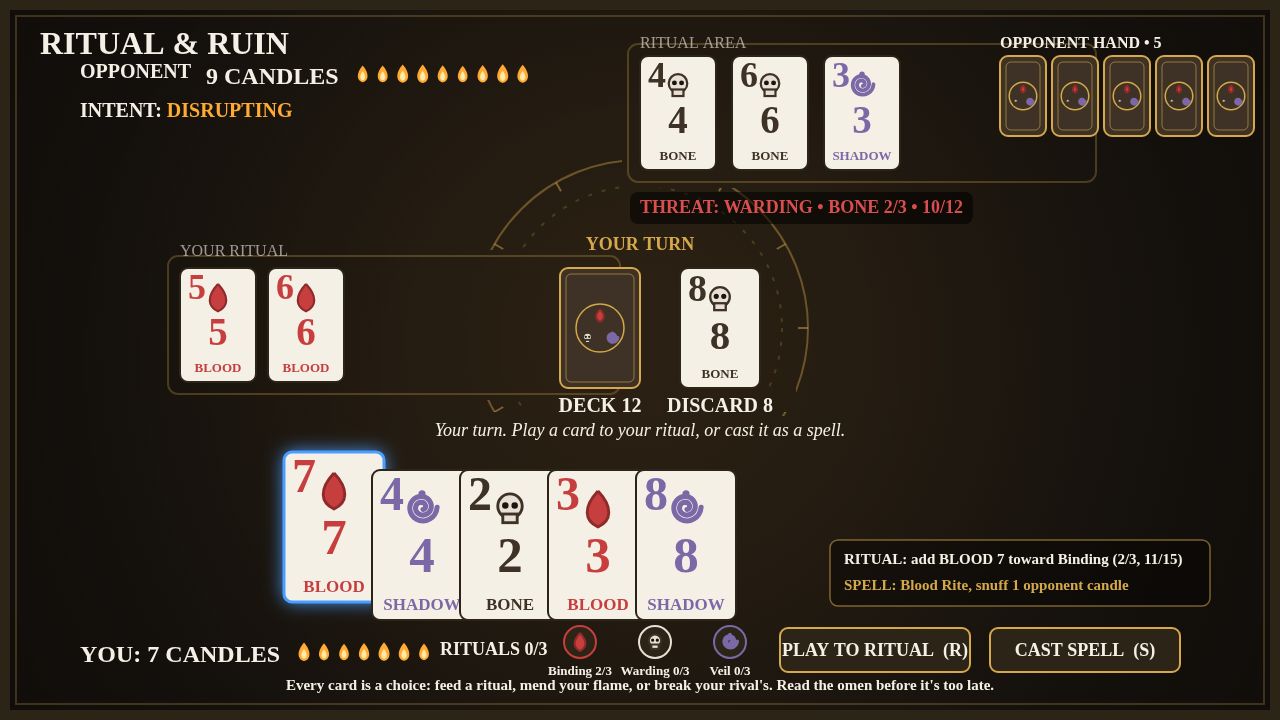 RITUAL & RUIN
OPPONENT 9 CANDLES
INTENT: DISRUPTING
RITUAL AREA
4
4
BONE
6
6
BONE
3
3
SHADOW
OPPONENT HAND • 5
THREAT: WARDING • BONE 2/3 • 10/12
YOUR TURN
YOUR RITUAL
5
5
BLOOD
6
6
BLOOD
8
8
BONE
DECK 12
DISCARD 8
Your turn. Play a card to your ritual, or cast it as a spell.
7
7
BLOOD
4
4
SHADOW
2
2
BONE
3
3
BLOOD
8
8
SHADOW
RITUAL: add BLOOD 7 toward Binding (2/3, 11/15)
SPELL: Blood Rite, snuff 1 opponent candle
YOU: 7 CANDLES
RITUALS 0/3
Binding 2/3
Warding 0/3
Veil 0/3
PLAY TO RITUAL (R)
CAST SPELL (S)
Every card is a choice: feed a ritual, mend your flame, or break your rival's. Read the omen before it's too late.